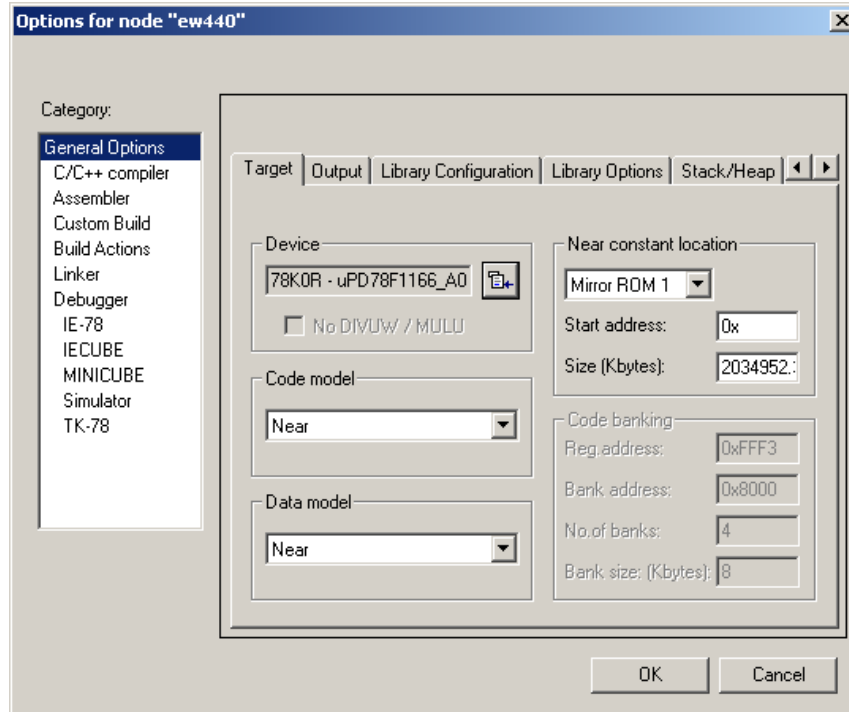 Options for node "ew440"
Category:
General Options
C/C++ compiler
Assembler
Custom Build
Build Actions
Linker
Debugger
IE-78
IECUBE
MINICUBE
Simulator
TK-78
Target Output Library Configuration Library Options Stack/Heap
Device
78K0R - uPD78F1166_A0
No DIVUW / MULU
Code model
Near
Data model
Near
Near constant location
Mirror ROM 1
Start address: 0x
Size (Kbytes): 2034952.
Code banking
Reg.address: 0xFFF3
Bank address: 0x8000
No.of banks: 4
Bank size: (Kbytes): 8
OK Cancel